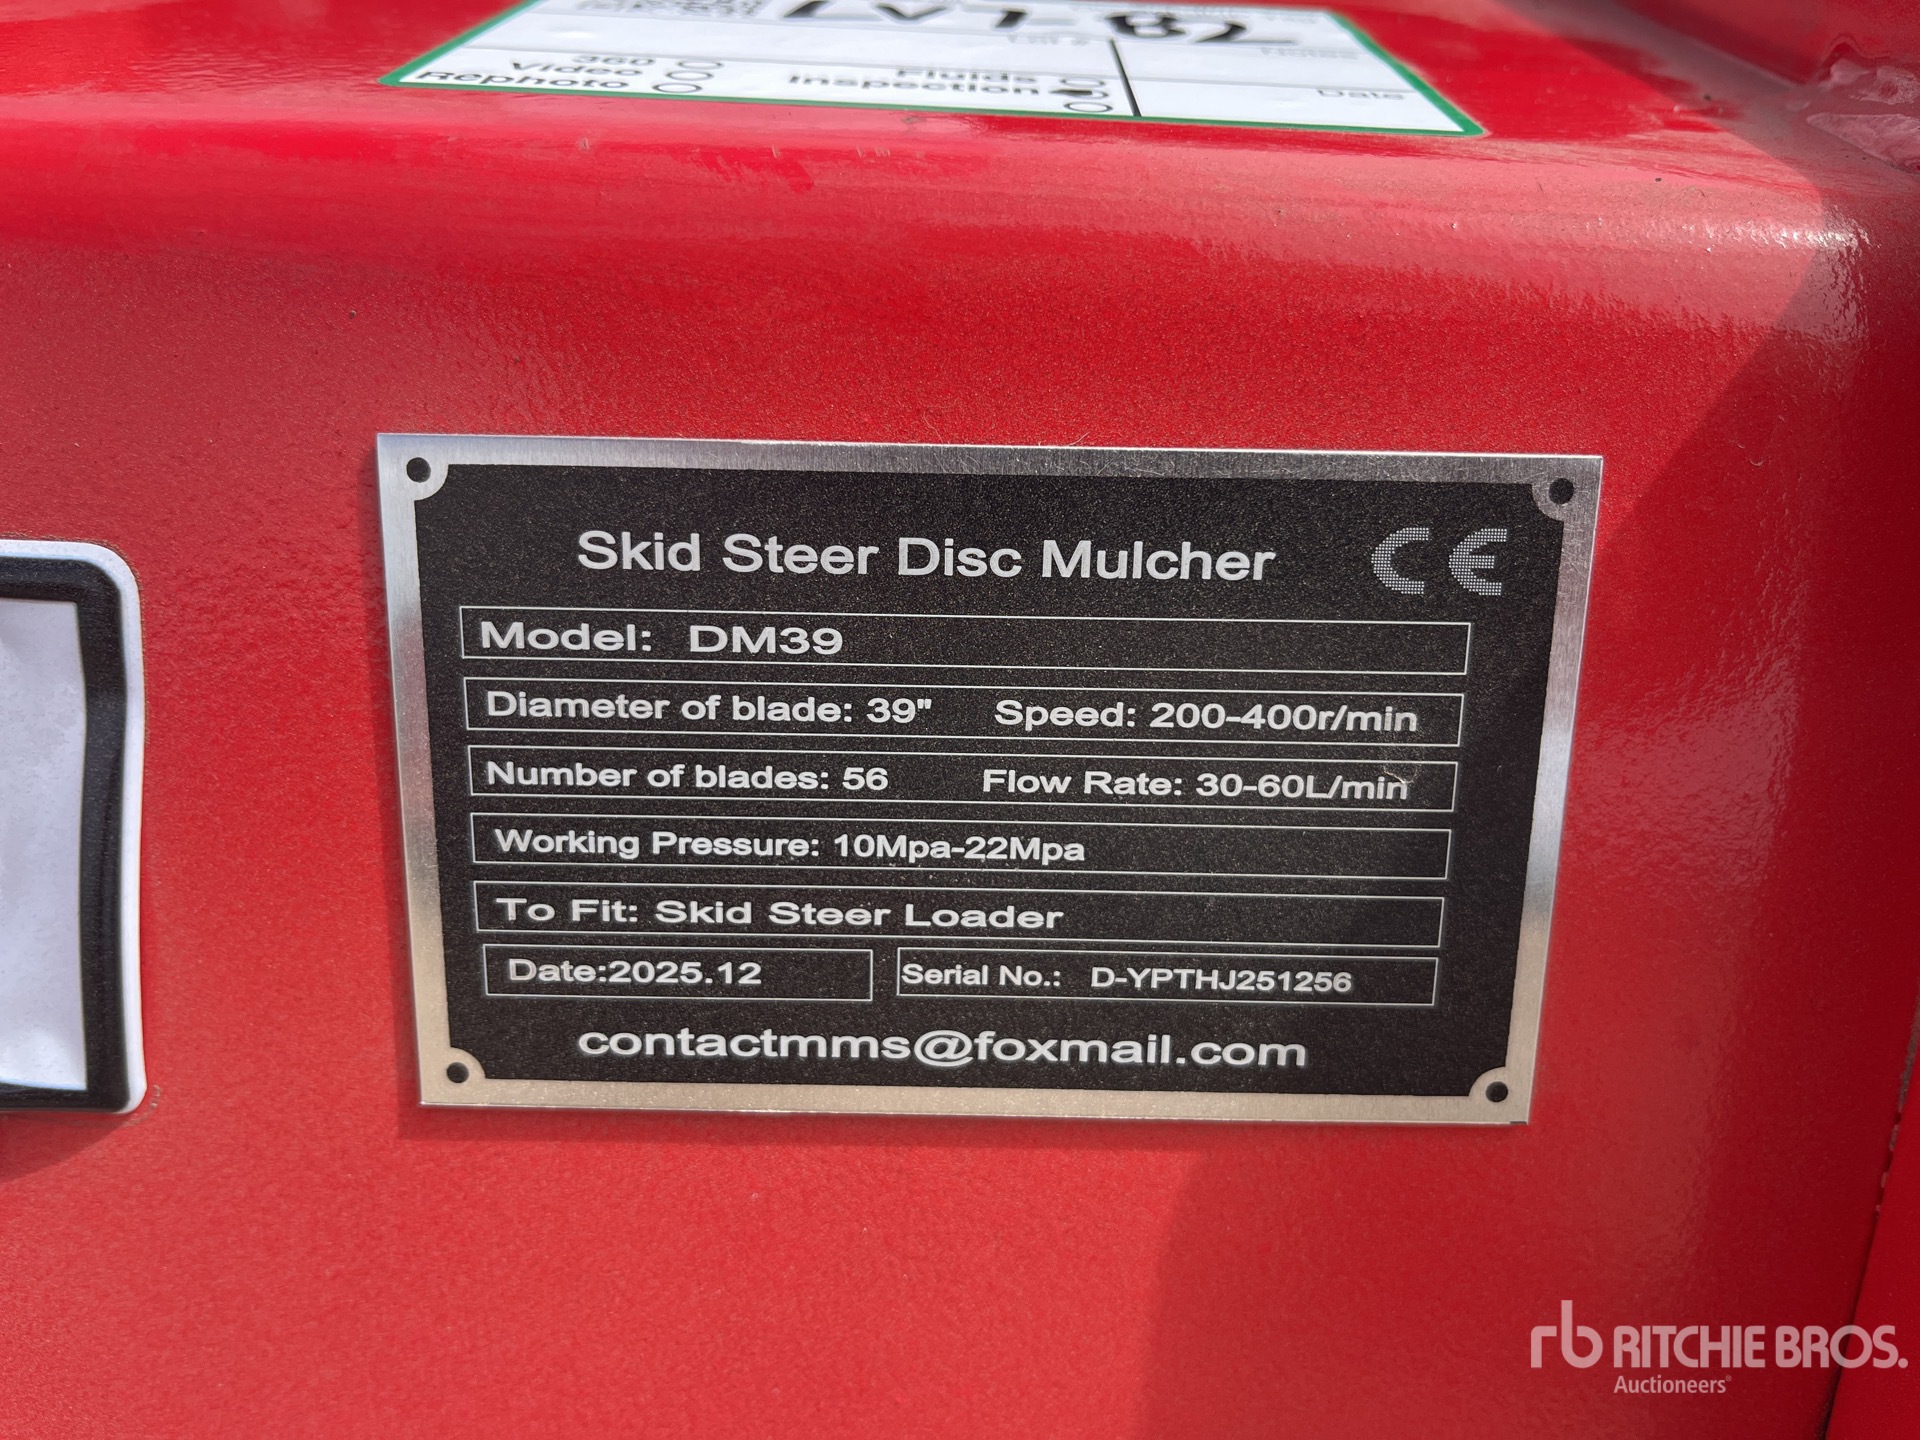 360
Video
Rephoto
Fluids
Inspection
Date
Skid Steer Disc Mulcher CE
Model: DM39
Diameter of blade: 39" Speed: 200-400r/min
Number of blades: 56 Flow Rate: 30-60L/min
Working Pressure: 10Mpa-22Mpa
To Fit: Skid Steer Loader
Date:2025.12 Serial No.: D-YPTHJ251256
contactmms@foxmail.com
rb RITCHIE BROS.
Auctioneers